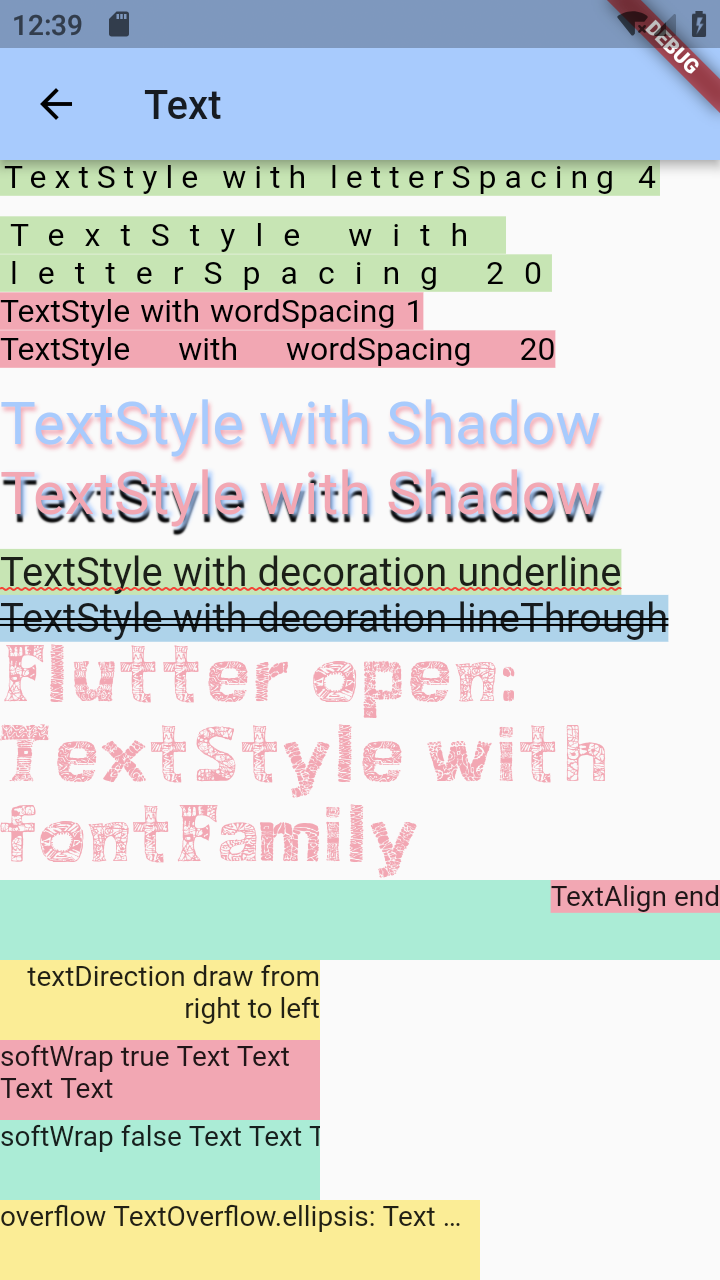 12:39
DEBUG
Text
TextStyle with letterSpacing 4
TextStyle with
letterSpacing 20
TextStyle with wordSpacing 1
TextStyle with wordSpacing 20
TextStyle with Shadow
TextStyle with Shadow
TextStyle with decoration underline
TextStyle with decoration lineThrough
Flutter open:
TextStyle with
fontFamily
TextAlign end
textDirection draw from
right to left
softWrap true Text Text
Text Text
softWrap false Text Text T
overflow TextOverflow.ellipsis: Text …